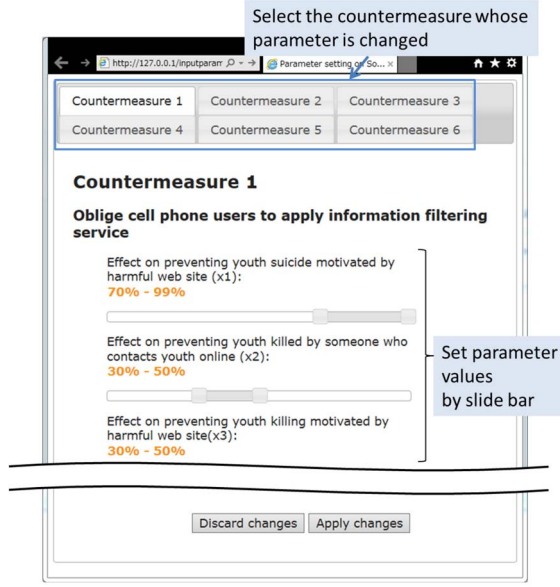 Select the countermeasure whose
parameter is changed
http://127.0.0.1/inputparam
Parameter setting on So...
Countermeasure 1
Countermeasure 2
Countermeasure 3
Countermeasure 4
Countermeasure 5
Countermeasure 6
Countermeasure 1
Oblige cell phone users to apply information filtering
service
Effect on preventing youth suicide motivated by
harmful web site (x1):
70% - 99%
Effect on preventing youth killed by someone who
contacts youth online (x2):
30% - 50%
Effect on preventing youth killing motivated by
harmful web site(x3):
30% - 50%
Set parameter
values
by slide bar
Discard changes
Apply changes